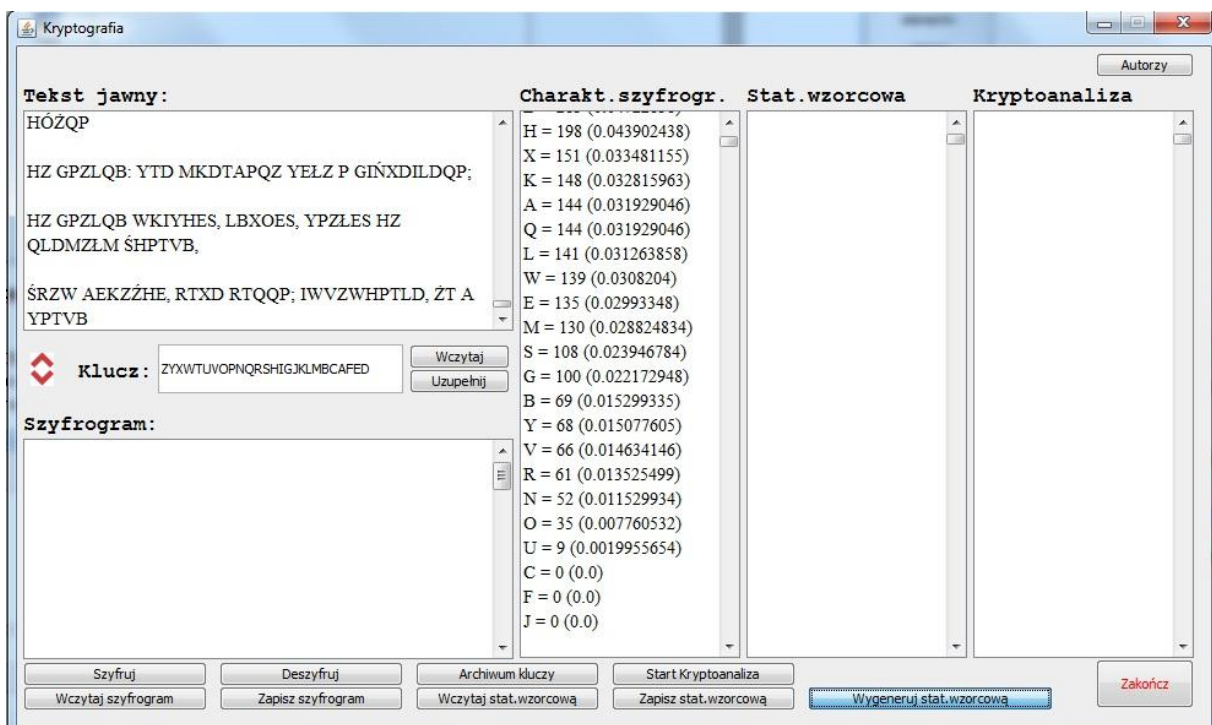 Kryptografia
Autorzy
Tekst jawny:
HÓŻQP
HZ GPZLQB: YTD MKDTAPQZ YEŁZ P GIŃXDILDQP;
HZ GPZLQB WKIYHES, LBXOES, YPZŁES HZ
QLDMZŁM ŚHPTVB,
ŚRZW AEKZŹHE, RTXD RTQQP; IWVZWHPTLD, ŻT A
YPTVB
Klucz:
ZYXWTUVOPNQRSHIGJKLMBCAFED
Wczytaj
Uzupełnij
Szyfrogram:
Charakt.szyfrogr.
H = 198 (0.043902438)
X = 151 (0.033481155)
K = 148 (0.032815963)
A = 144 (0.031929046)
Q = 144 (0.031929046)
L = 141 (0.031263858)
W = 139 (0.0308204)
E = 135 (0.02993348)
M = 130 (0.028824834)
S = 108 (0.023946784)
G = 100 (0.022172948)
B = 69 (0.015299335)
Y = 68 (0.015077605)
V = 66 (0.014634146)
R = 61 (0.013525499)
N = 52 (0.011529934)
O = 35 (0.007760532)
U = 9 (0.0019955654)
C = 0 (0.0)
F = 0 (0.0)
J = 0 (0.0)
Stat.wzorcowa
Kryptoanaliza
Szyfruj
Deszyfruj
Archiwum kluczy
Start Kryptoanaliza
Wczytaj szyfrogram
Zapisz szyfrogram
Wczytaj stat.wzorcową
Zapisz stat.wzorcową
Wygeneruj stat.wzorcową
Zakończ